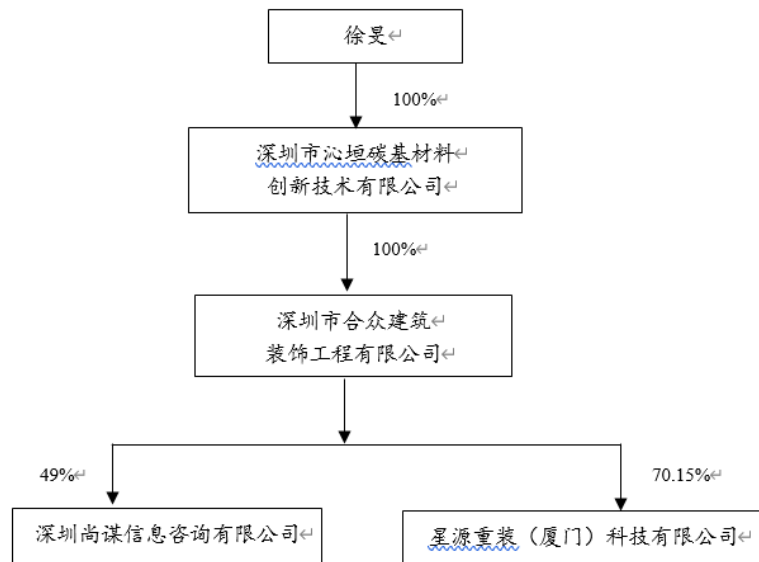 徐旻
100%
深圳市沁垣碳基材料
创新技术有限公司
100%
深圳市合众建筑
装饰工程有限公司
49%
70.15%
深圳尚谋信息咨询有限公司
星源重装（厦门）科技有限公司